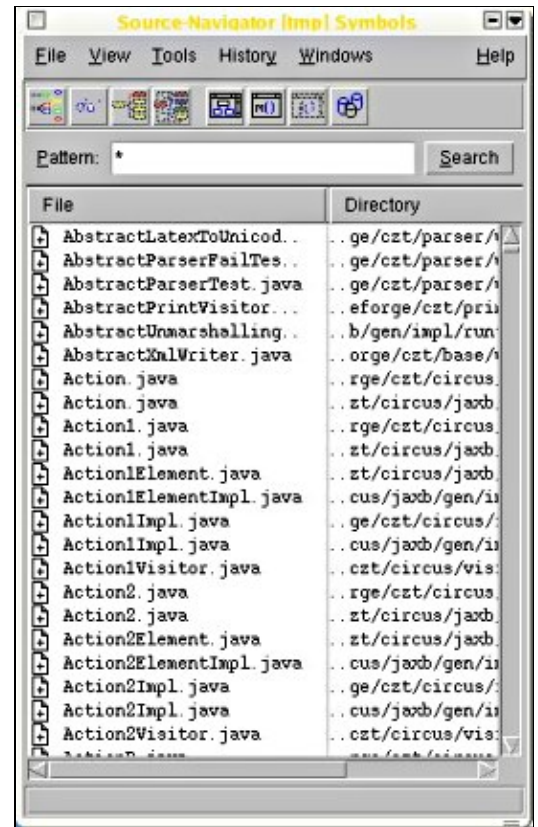 Source-Navigator [tmp] Symbols
File View Tools History Windows Help
Pattern: * Search
File Directory
AbstractLatexToUnicod.. ..ge/czt/parser/
AbstractParserFailTes.. ..ge/czt/parser/
AbstractParserTest.java ..ge/czt/parser/
AbstractPrintVisitor... ..eforge/czt/pri
AbstractUnmarshalling.. ..b/gen/impl/run
AbstractXmlWriter.java ..orge/czt/base/
Action.java ..rge/czt/circus
Action.java ..zt/circus/jaxb
Action1.java ..rge/czt/circus
Action1.java ..zt/circus/jaxb
Action1Element.java ..zt/circus/jaxb
Action1ElementImpl.java ..cus/jaxb/gen/i
Action1Impl.java ..ge/czt/circus/
Action1Impl.java ..cus/jaxb/gen/i
Action1Visitor.java ..czt/circus/vis
Action2.java ..rge/czt/circus
Action2.java ..zt/circus/jaxb
Action2Element.java ..zt/circus/jaxb
Action2ElementImpl.java ..cus/jaxb/gen/i
Action2Impl.java ..ge/czt/circus/
Action2Impl.java ..cus/jaxb/gen/i
Action2Visitor.java ..czt/circus/vis